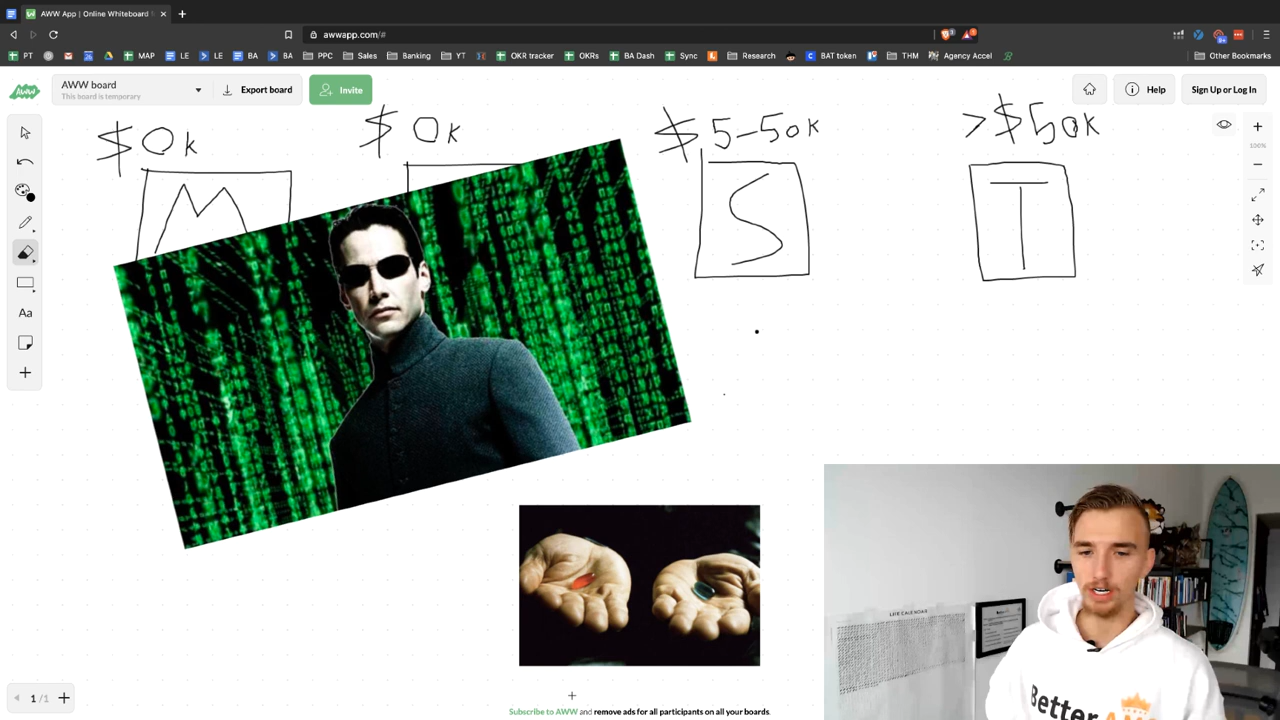 AWW App | Online Whiteboard
awwapp.com/#
PT
MAP
LE
LE
BA
PPC
Sales
Banking
YT
OKR tracker
OKRs
BA Dash
Sync
Research
BAT token
THM
Agency Accel
Other Bookmarks
AWW board
This board is temporary
Export board
Invite
Help
Sign Up or Log In
$0k
$0k
$5-50k
>$50k
M
S
T
100%
Aa
LIFE CALENDAR
Better
1/1
Subscribe to AWW and remove ads for all participants on all your boards.